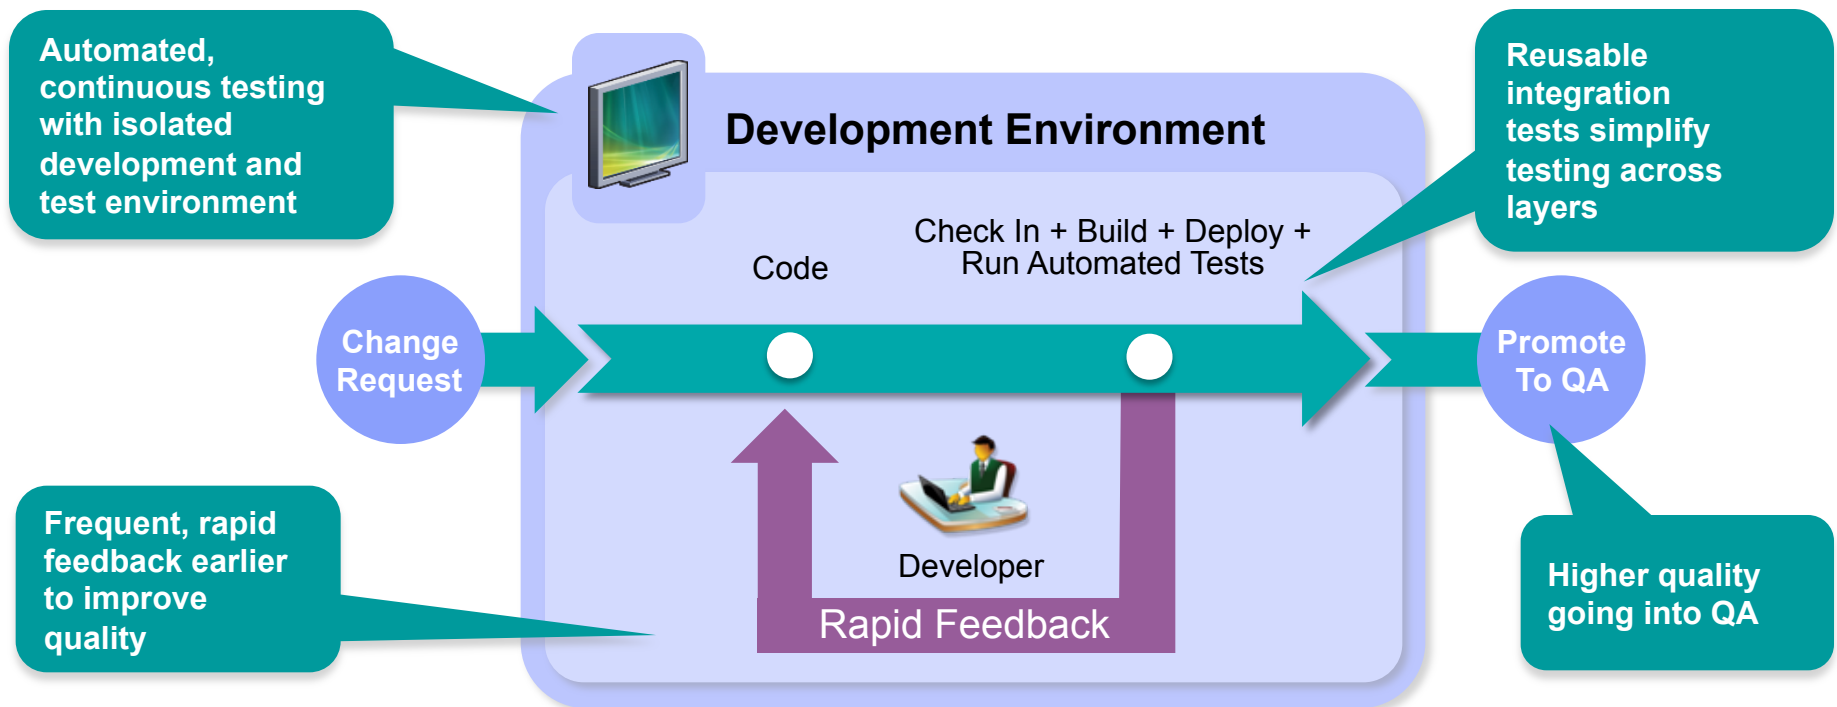 Automated,
continuous testing
with isolated
development and
test environment
Development Environment
Reusable
integration
tests simplify
testing across
layers
Code
Check In + Build + Deploy +
Run Automated Tests
Change
Request
Promote
To QA
Developer
Rapid Feedback
Frequent, rapid
feedback earlier
to improve
quality
Higher quality
going into QA